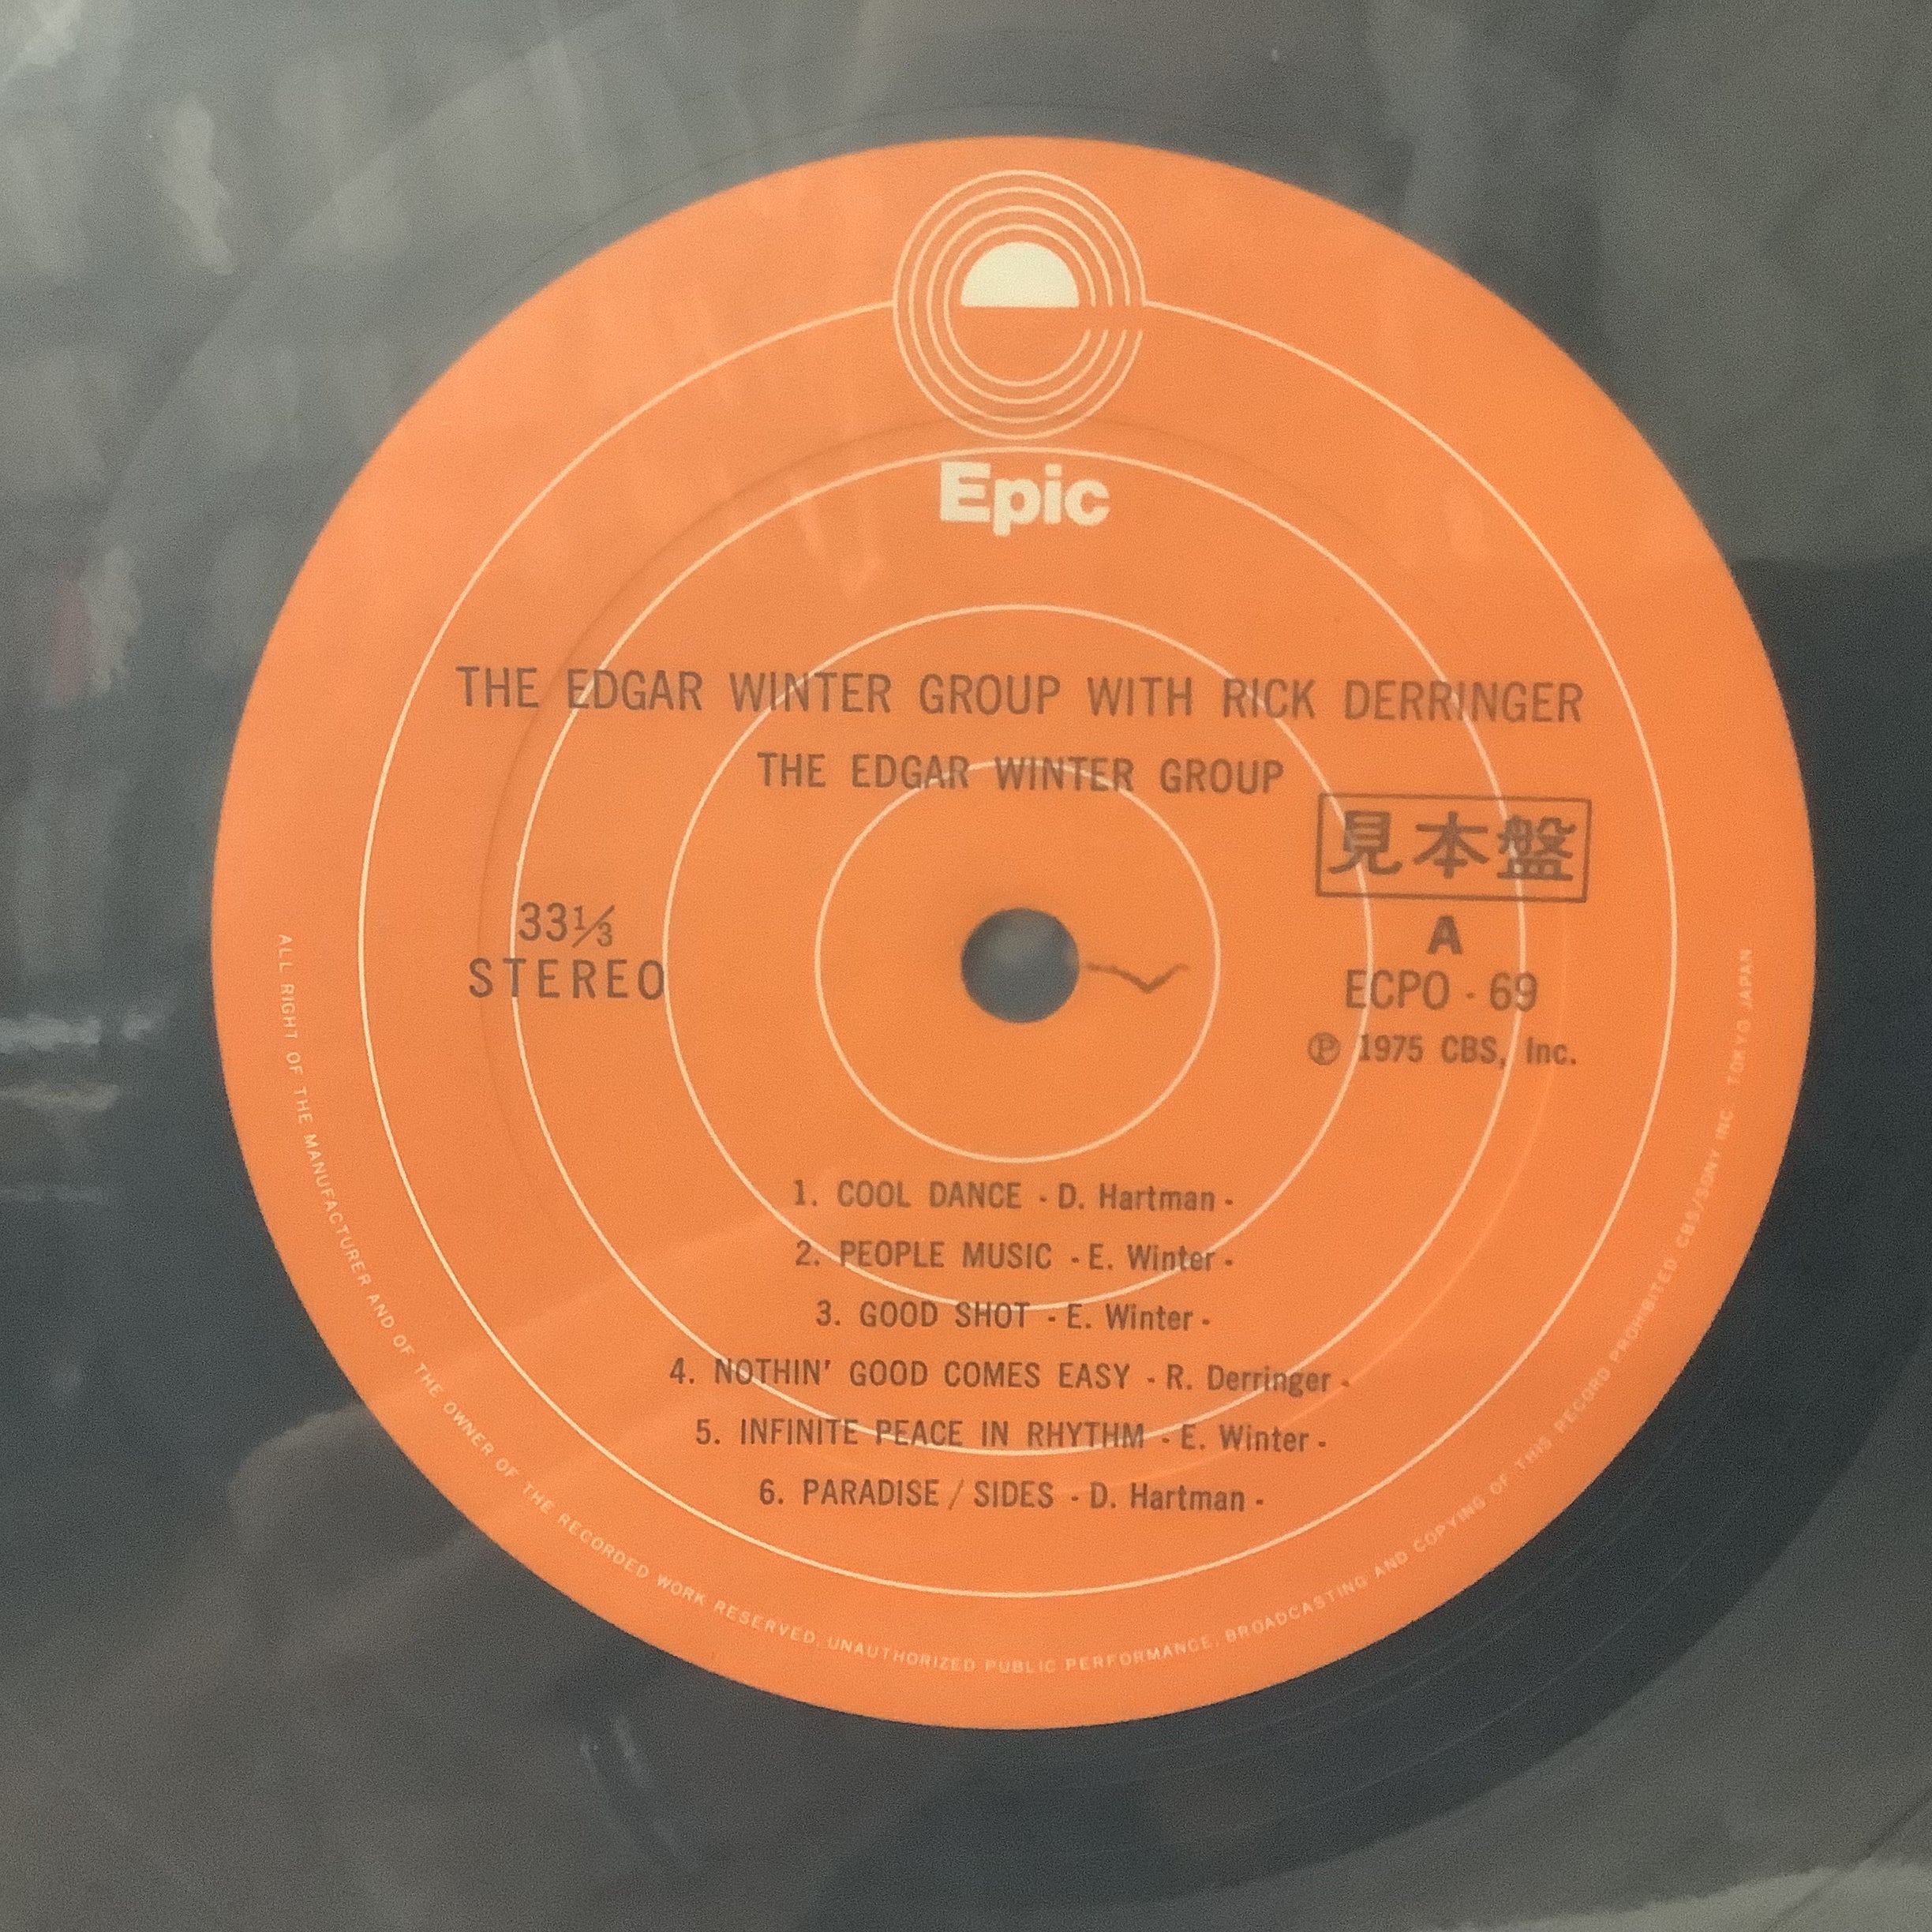 Epic
THE EDGAR WINTER GROUP WITH RICK DERRINGER
THE EDGAR WINTER GROUP
見本盤
33⅓
STEREO
A
ECPO - 69
Ⓟ 1975 CBS, Inc.
1. COOL DANCE - D. Hartman -
2. PEOPLE MUSIC - E. Winter -
3. GOOD SHOT - E. Winter -
4. NOTHIN' GOOD COMES EASY - R. Derringer -
5. INFINITE PEACE IN RHYTHM - E. Winter -
6. PARADISE / SIDES - D. Hartman -
ALL RIGHT OF THE MANUFACTURER AND OF THE OWNER OF THE RECORDED WORK RESERVED, UNAUTHORIZED PUBLIC PERFORMANCE, BROADCASTING AND COPYING OF THIS RECORD PROHIBITED CBS/SONY INC. TOKYO JAPAN